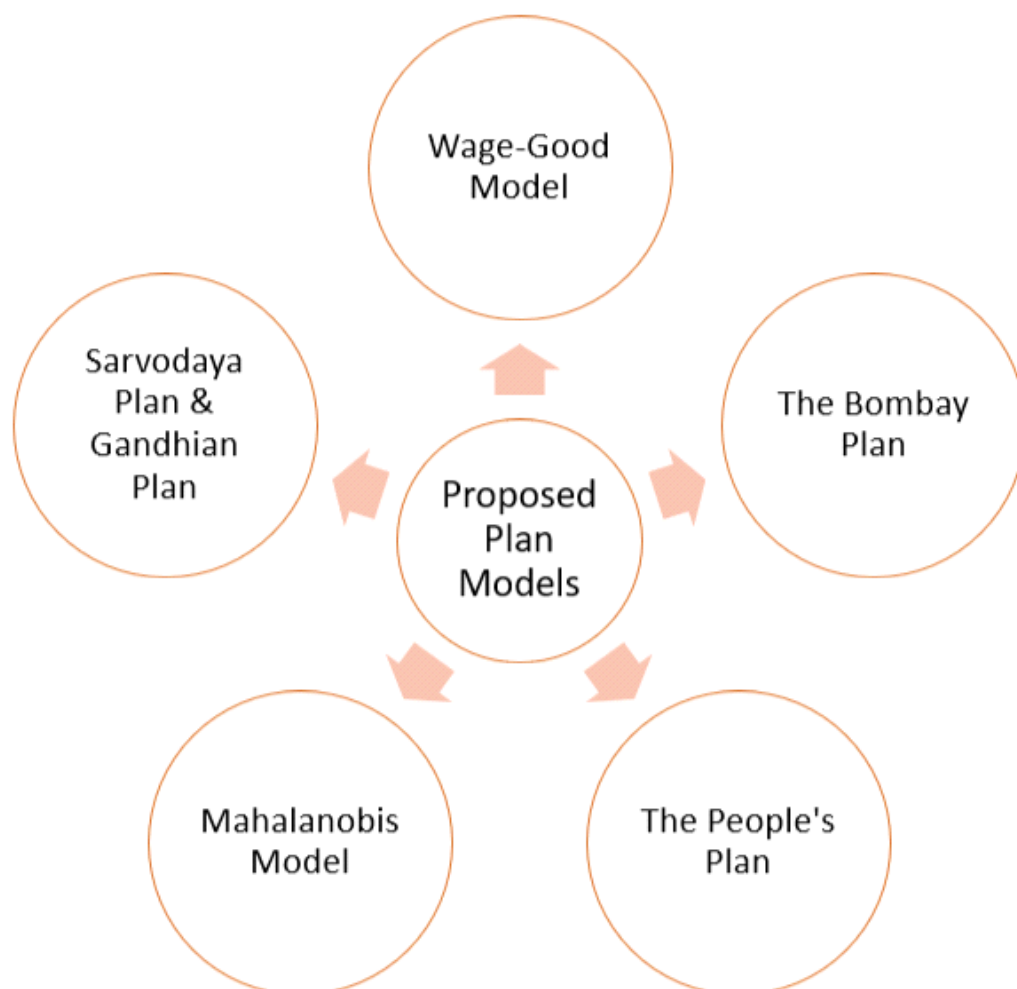 Wage-Good
Model
Sarvodaya
Plan &
Gandhian
Plan
The Bombay
Plan
Proposed
Plan
Models
Mahalanobis
Model
The People's
Plan